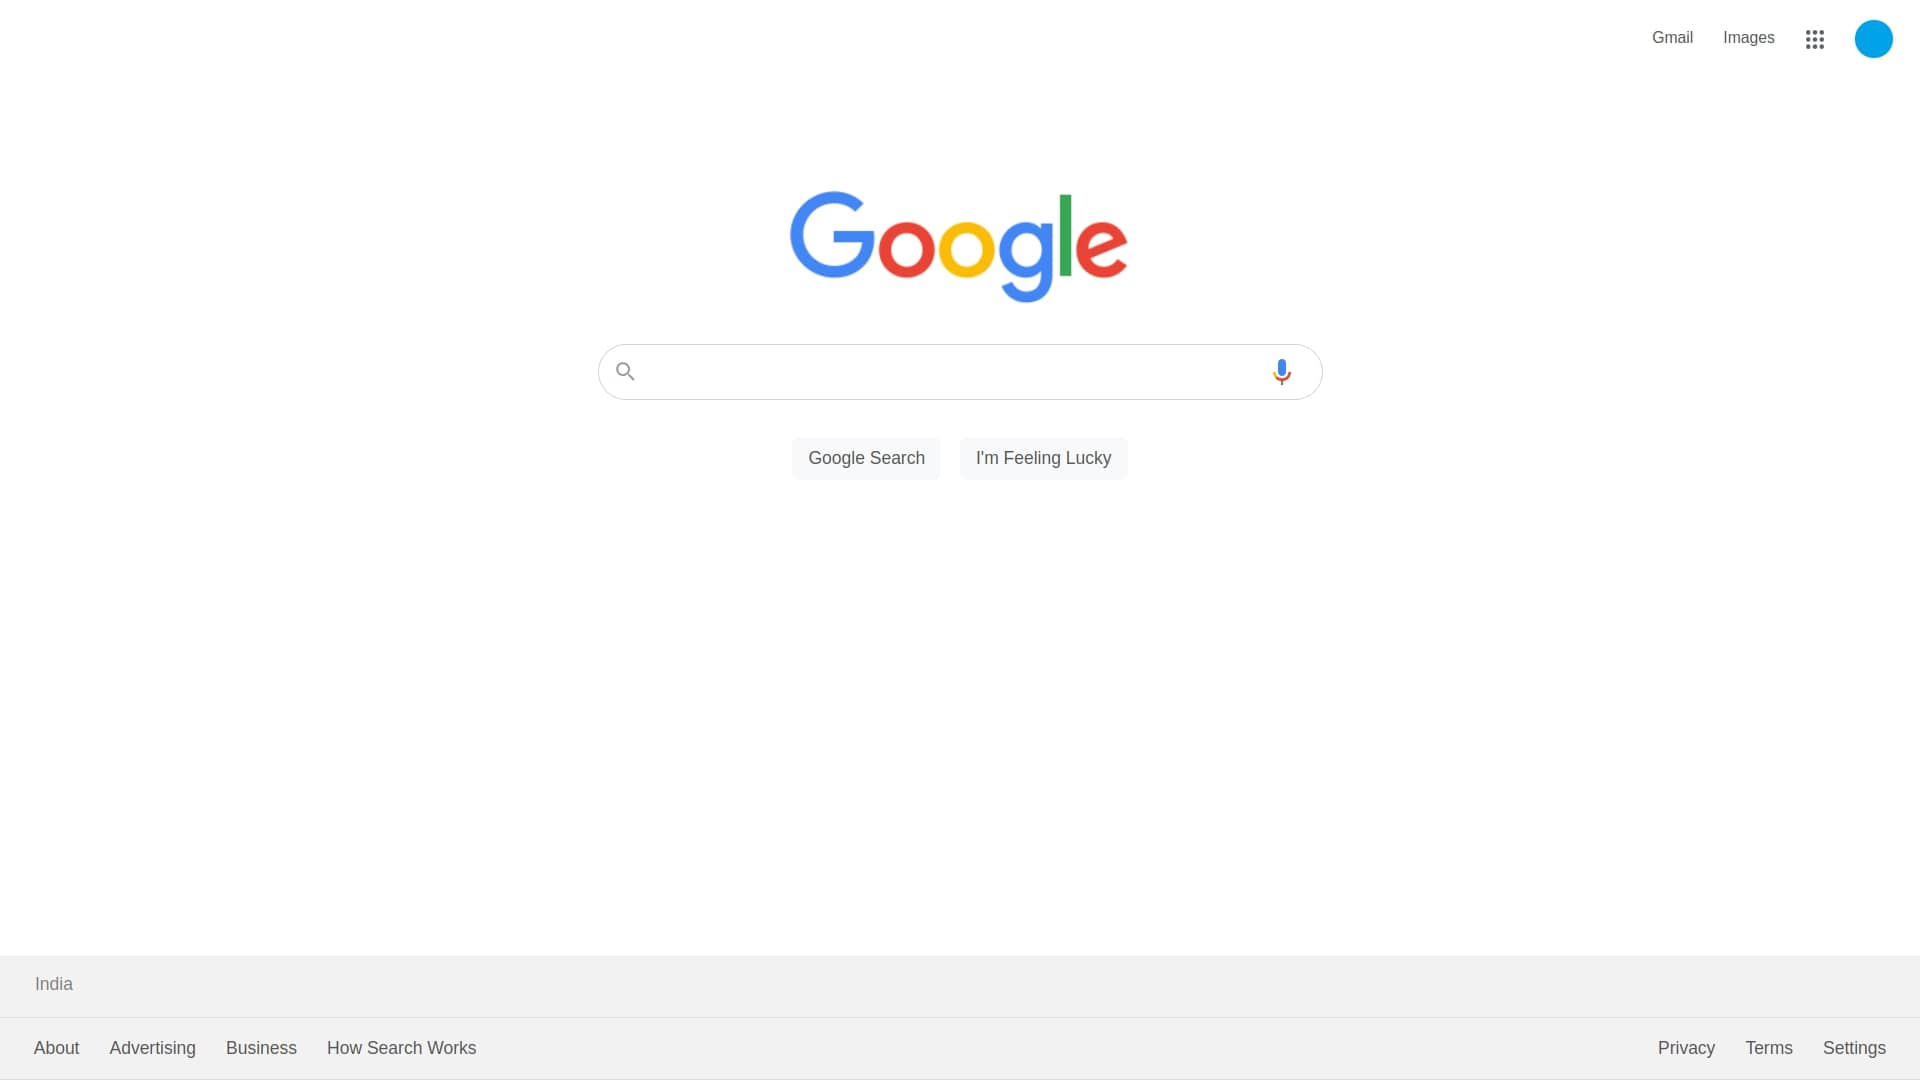 Gmail Images
Google
Google Search I'm Feeling Lucky
India
About Advertising Business How Search Works Privacy Terms Settings